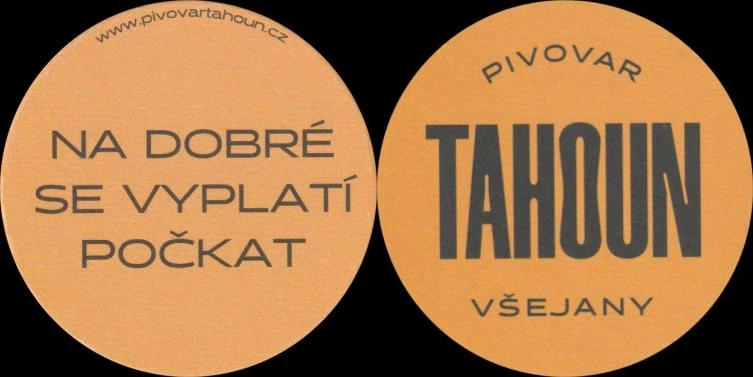 www.pivovartahoun.cz
NA DOBRÉ
SE VYPLATÍ
POČKAT
PIVOVAR
TAHOUN
VŠEJANY